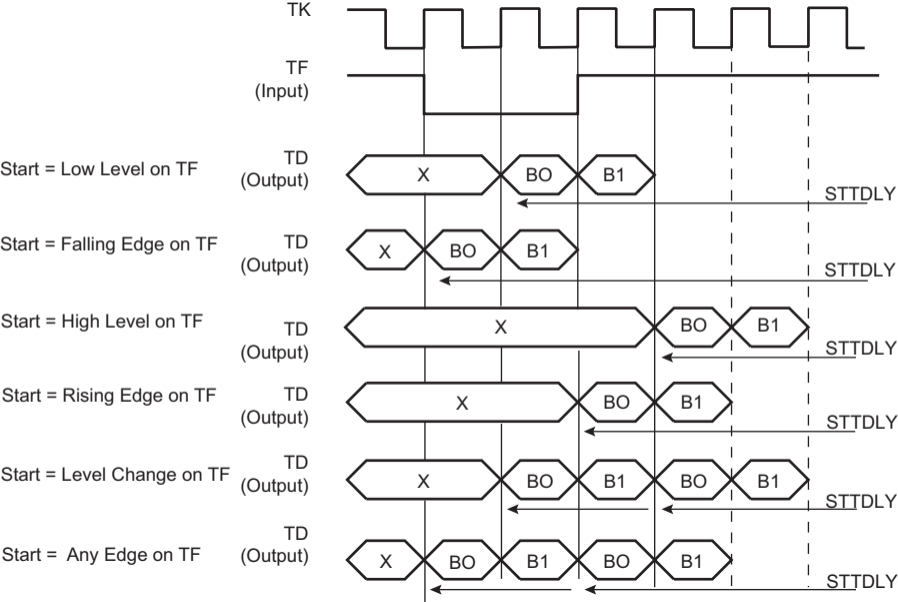 TK
TF
(Input)
Start = Low Level on TF
TD
(Output)
X
BO
B1
STTDLY
Start = Falling Edge on TF
TD
(Output)
X
BO
B1
STTDLY
Start = High Level on TF
TD
(Output)
X
BO
B1
STTDLY
Start = Rising Edge on TF
TD
(Output)
X
BO
B1
STTDLY
Start = Level Change on TF
TD
(Output)
X
BO
B1
BO
B1
STTDLY
Start = Any Edge on TF
TD
(Output)
X
BO
B1
BO
B1
STTDLY